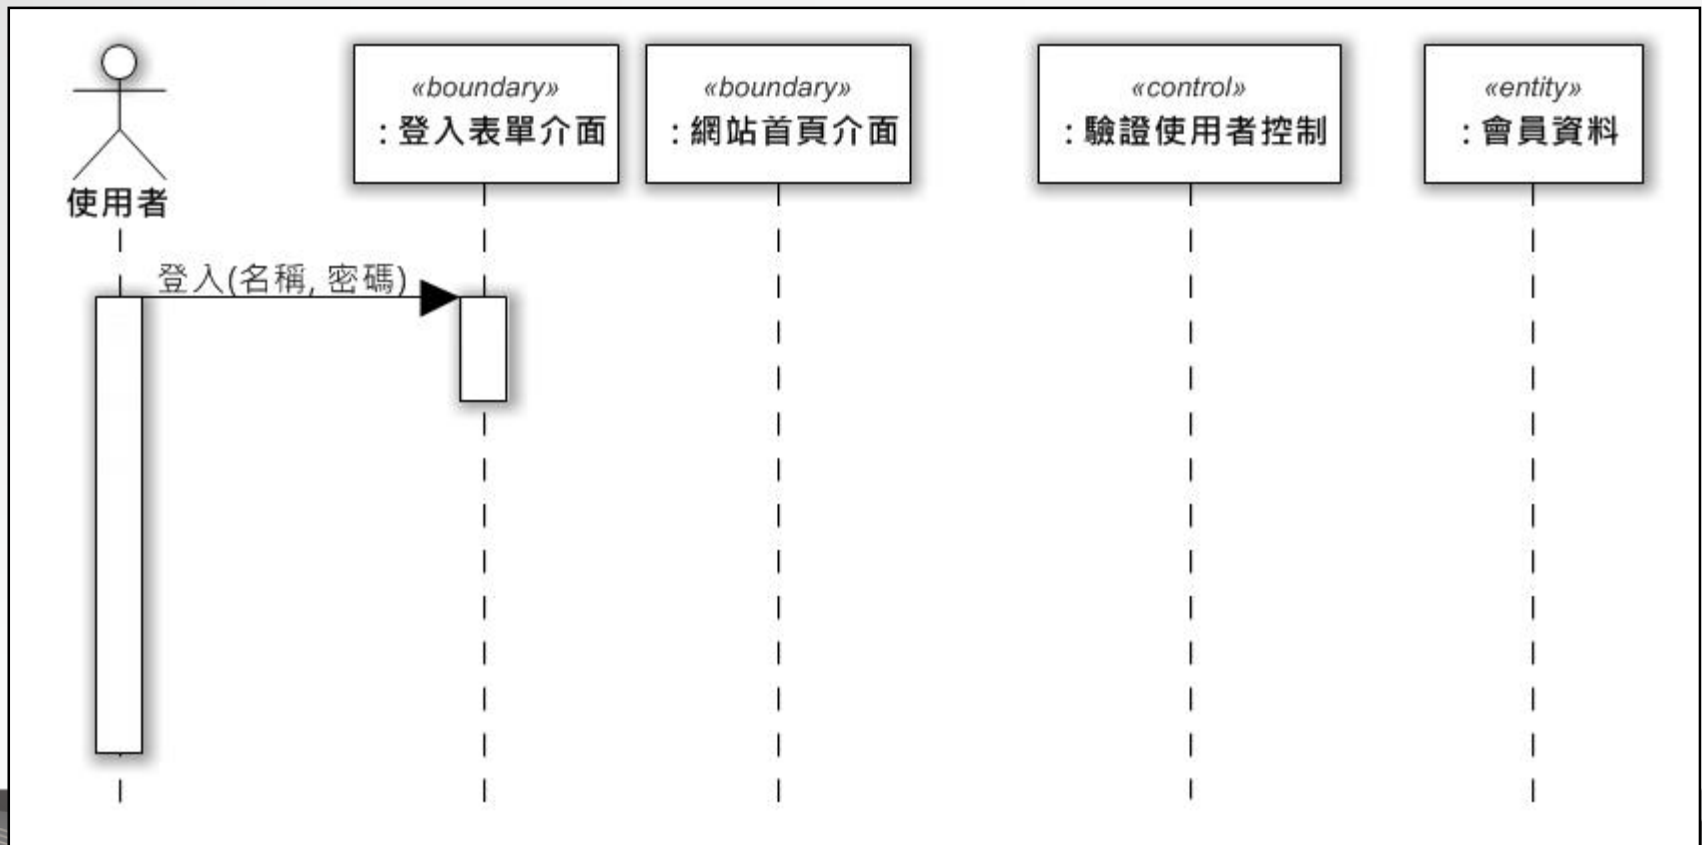 使用者
«boundary»
: 登入表單介面
«boundary»
: 網站首頁介面
«control»
: 驗證使用者控制
«entity»
: 會員資料
登入(名稱, 密碼)